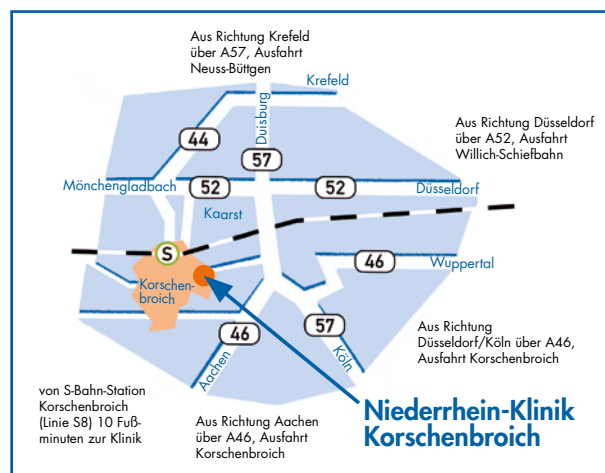 Aus Richtung Krefeld
über A57, Ausfahrt
Neuss-Büttgen
Krefeld
Duisburg
44
57
Aus Richtung Düsseldorf
über A52, Ausfahrt
Willich-Schiefbahn
Mönchengladbach
52
52
Düsseldorf
Kaarst
S
46
Wuppertal
Korschen-
broich
46
57
Aachen
Köln
Aus Richtung
Düsseldorf/Köln über A46,
Ausfahrt Korschenbroich
von S-Bahn-Station
Korschenbroich
(Linie S8) 10 Fuß-
minuten zur Klinik
Aus Richtung Aachen
über A46, Ausfahrt
Korschenbroich
Niederrhein-Klinik
Korschenbroich